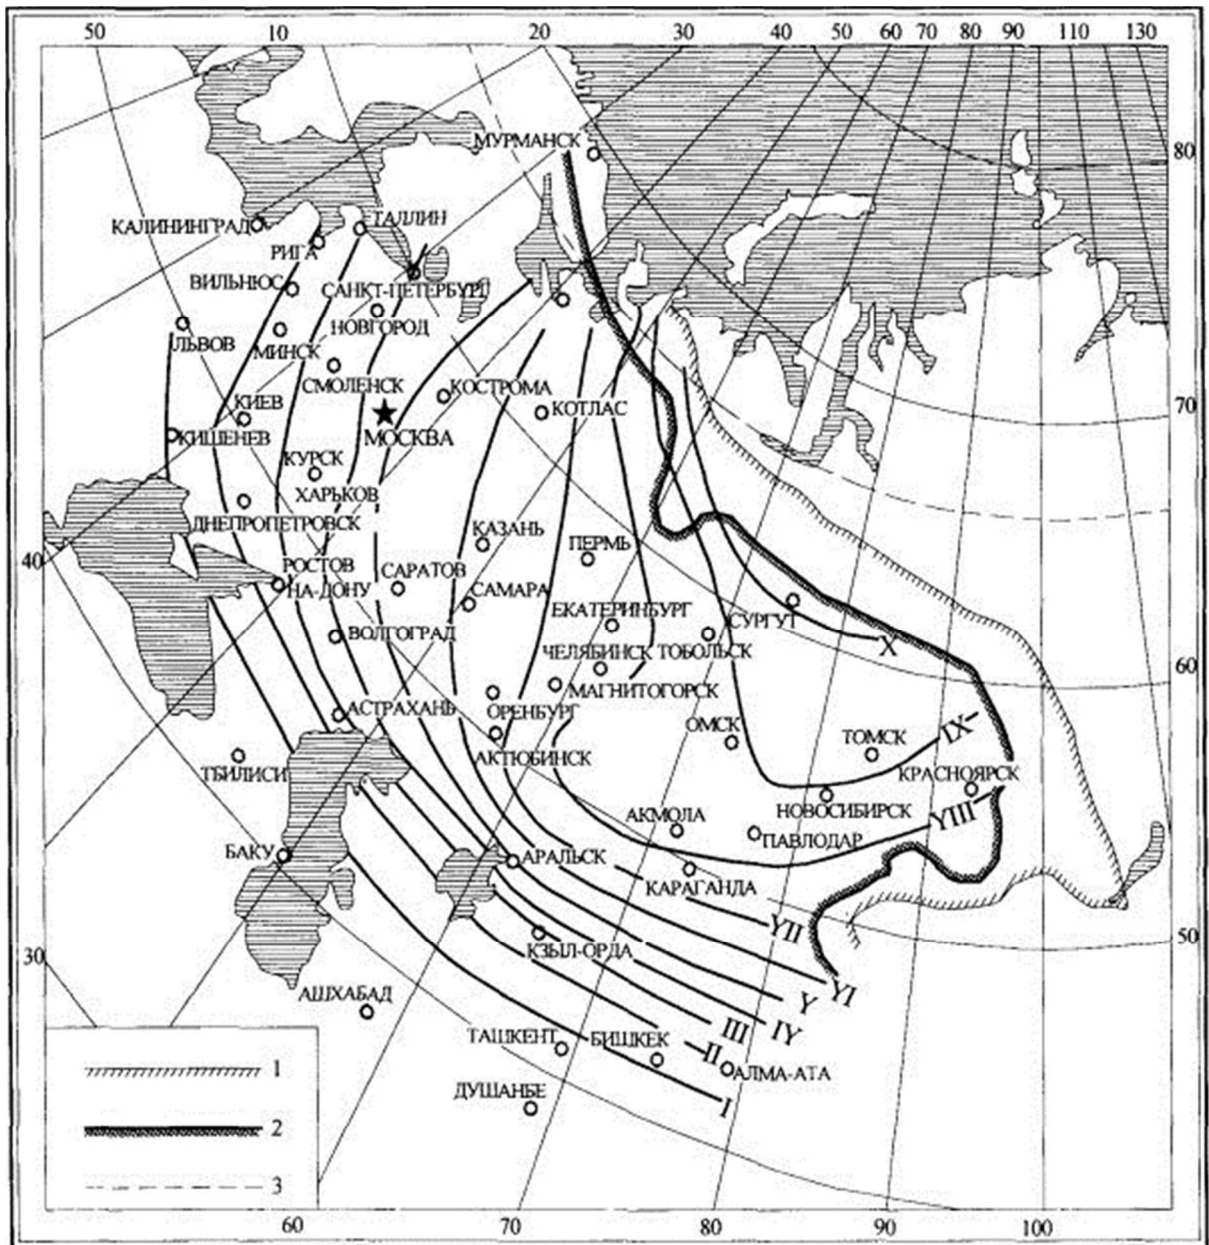 50 10 20 30 40 50 60 70 80 90 110 130
МУРМАНСК
80
КАЛИНИНГРАД
ТАЛЛИН
РИГА
ВИЛЬНЮС
САНКТ-ПЕТЕРБУРГ
НОВГОРОД
ЛЬВОВ
МИНСК
СМОЛЕНСК
КОСТРОМА
КИЕВ
КОТЛАС
70
КИШЕНЕВ
МОСКВА
КУРСК
ХАРЬКОВ
ДНЕПРОПЕТРОВСК
КАЗАНЬ
ПЕРМЬ
40
РОСТОВ
НА-ДОНУ
САРАТОВ
САМАРА
ЕКАТЕРИНБУРГ
СУРГУТ
ВОЛГОГРАД
ЧЕЛЯБИНСК
ТОБОЛЬСК
X
60
МАГНИТОГОРСК
АСТРАХАНЬ
ОРЕНБУРГ
ОМСК
IX
ТОМСК
АКТЮБИНСК
ТБИЛИСИ
КРАСНОЯРСК
НОВОСИБИРСК
АКМОЛА
YIII
ПАВЛОДАР
БАКУ
АРАЛЬСК
КАРАГАНДА
YII
50
КЗЫЛ-ОРДА
30
АШХАБАД
YI
Y
IY
III
ТАШКЕНТ
БИШКЕК
II
АЛМА-АТА
ДУШАНБЕ
I
1
2
3
60 70 80 90 100